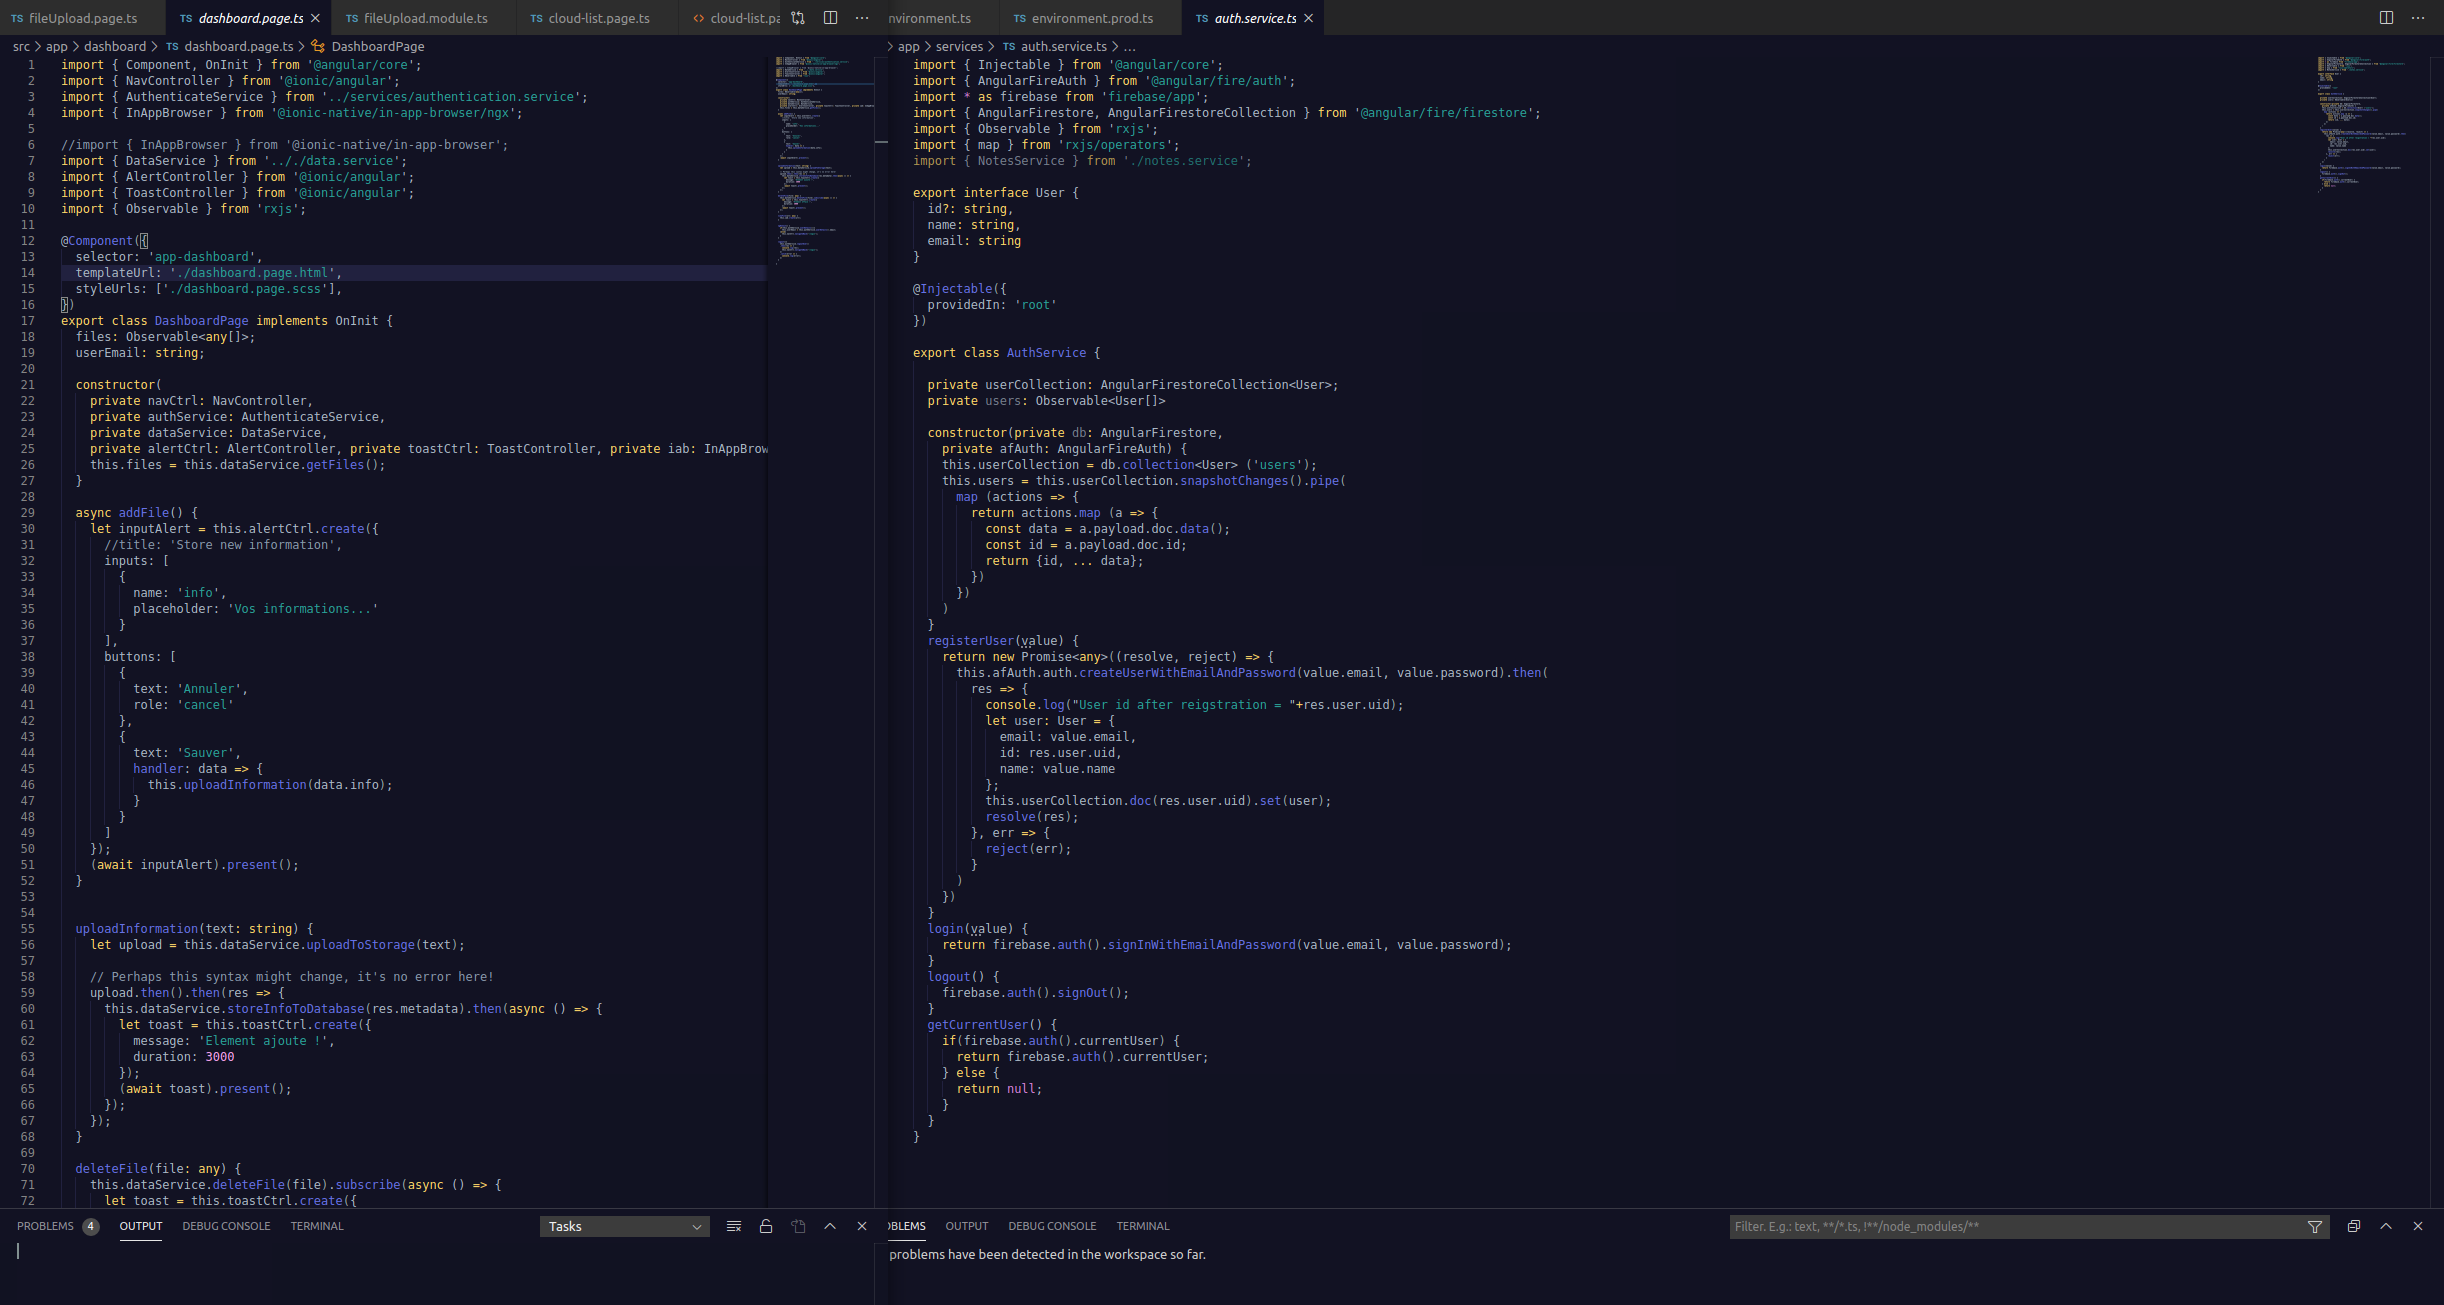 fileUpload.page.ts
dashboard.page.ts
fileUpload.module.ts
cloud-list.page.ts
cloud-list.pa
src > app > dashboard > TS dashboard.page.ts > DashboardPage
1 import { Component, OnInit } from '@angular/core';
2 import { NavController } from '@ionic/angular';
3 import { AuthenticateService } from '../services/authentication.service';
4 import { InAppBrowser } from '@ionic-native/in-app-browser/ngx';
5
6 //import { InAppBrowser } from '@ionic-native/in-app-browser';
7 import { DataService } from '.././data.service';
8 import { AlertController } from '@ionic/angular';
9 import { ToastController } from '@ionic/angular';
10 import { Observable } from 'rxjs';
11
12 @Component({
13 selector: 'app-dashboard',
14 templateUrl: './dashboard.page.html',
15 styleUrls: ['./dashboard.page.scss'],
16 })
17 export class DashboardPage implements OnInit {
18 files: Observable<any[]>;
19 userEmail: string;
20
21 constructor(
22 private navCtrl: NavController,
23 private authService: AuthenticateService,
24 private dataService: DataService,
25 private alertCtrl: AlertController, private toastCtrl: ToastController, private iab: InAppBrow
26 this.files = this.dataService.getFiles();
27 }
28
29 async addFile() {
30 let inputAlert = this.alertCtrl.create({
31 //title: 'Store new information',
32 inputs: [
33 {
34 name: 'info',
35 placeholder: 'Vos informations...'
36 }
37 ],
38 buttons: [
39 {
40 text: 'Annuler',
41 role: 'cancel'
42 },
43 {
44 text: 'Sauver',
45 handler: data => {
46 this.uploadInformation(data.info);
47 }
48 }
49 ]
50 });
51 (await inputAlert).present();
52 }
53
54
55 uploadInformation(text: string) {
56 let upload = this.dataService.uploadToStorage(text);
57
58 // Perhaps this syntax might change, it's no error here!
59 upload.then().then(res => {
60 this.dataService.storeInfoToDatabase(res.metadata).then(async () => {
61 let toast = this.toastCtrl.create({
62 message: 'Element ajoute !',
63 duration: 3000
64 });
65 (await toast).present();
66 });
67 });
68 }
69
70 deleteFile(file: any) {
71 this.dataService.deleteFile(file).subscribe(async () => {
72 let toast = this.toastCtrl.create({
PROBLEMS 4 OUTPUT DEBUG CONSOLE TERMINAL Tasks
nvironment.ts
environment.prod.ts
auth.service.ts
> app > services > TS auth.service.ts > ...
import { Injectable } from '@angular/core';
import { AngularFireAuth } from '@angular/fire/auth';
import * as firebase from 'firebase/app';
import { AngularFirestore, AngularFirestoreCollection } from '@angular/fire/firestore';
import { Observable } from 'rxjs';
import { map } from 'rxjs/operators';
import { NotesService } from './notes.service';
export interface User {
id?: string,
name: string,
email: string
}
@Injectable({
providedIn: 'root'
})
export class AuthService {
private userCollection: AngularFirestoreCollection<User>;
private users: Observable<User[]>
constructor(private db: AngularFirestore,
private afAuth: AngularFireAuth) {
this.userCollection = db.collection<User> ('users');
this.users = this.userCollection.snapshotChanges().pipe(
map (actions => {
return actions.map (a => {
const data = a.payload.doc.data();
const id = a.payload.doc.id;
return {id, ... data};
})
})
)
}
registerUser(value) {
return new Promise<any>((resolve, reject) => {
this.afAuth.auth.createUserWithEmailAndPassword(value.email, value.password).then(
res => {
console.log("User id after reigstration = "+res.user.uid);
let user: User = {
email: value.email,
id: res.user.uid,
name: value.name
};
this.userCollection.doc(res.user.uid).set(user);
resolve(res);
}, err => {
reject(err);
}
)
})
}
login(value) {
return firebase.auth().signInWithEmailAndPassword(value.email, value.password);
}
logout() {
firebase.auth().signOut();
}
getCurrentUser() {
if(firebase.auth().currentUser) {
return firebase.auth().currentUser;
} else {
return null;
}
}
}
OBLEMS OUTPUT DEBUG CONSOLE TERMINAL Filter. E.g.: text, **/*.ts, !**/node_modules/**
problems have been detected in the workspace so far.